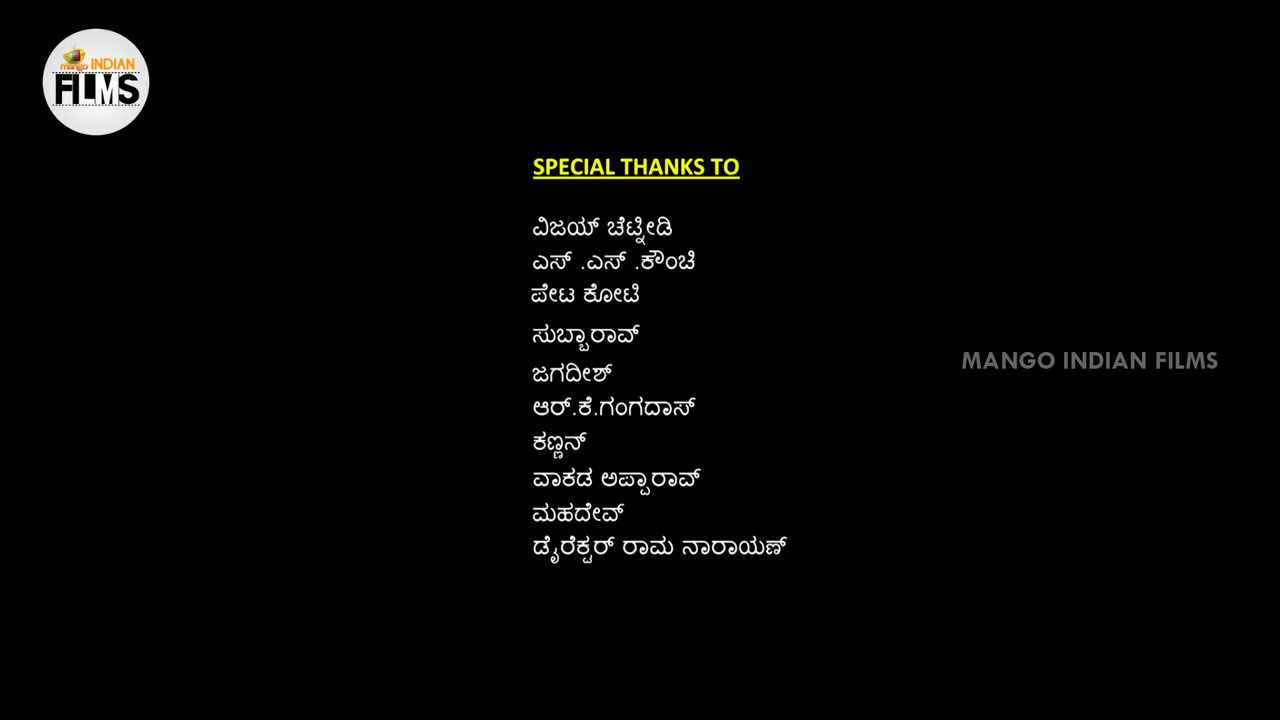 mango INDIAN
FILMS
SPECIAL THANKS TO
ವಿಜಯ್ ಚೆಟ್ನೀಡಿ
ಎಸ್ .ಎಸ್ .ಕೌಂಚಿ
ಪೇಟ ಕೋಟಿ
ಸುಬ್ಬಾರಾವ್
MANGO INDIAN FILMS
ಜಗದೀಶ್
ಆರ್.ಕೆ.ಗಂಗದಾಸ್
ಕಣ್ಣನ್
ವಾಕಡ ಅಪ್ಪಾರಾವ್
ಮಹದೇವ್
ಡೈರೆಕ್ಟರ್ ರಾಮ ನಾರಾಯಣ್